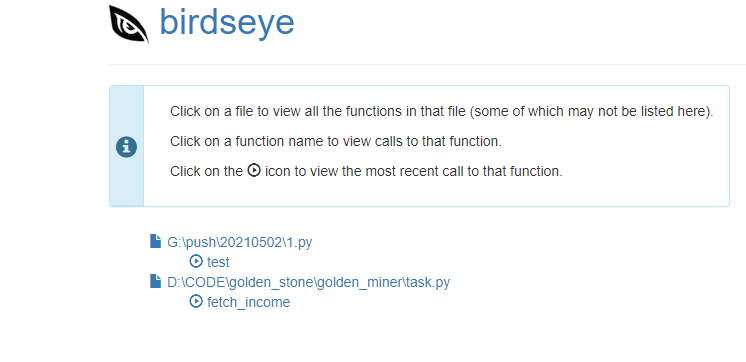 birdseye
Click on a file to view all the functions in that file (some of which may not be listed here).
Click on a function name to view calls to that function.
Click on the icon to view the most recent call to that function.
G:\push\20210502\1.py
test
D:\CODE\golden_stone\golden_miner\task.py
fetch_income